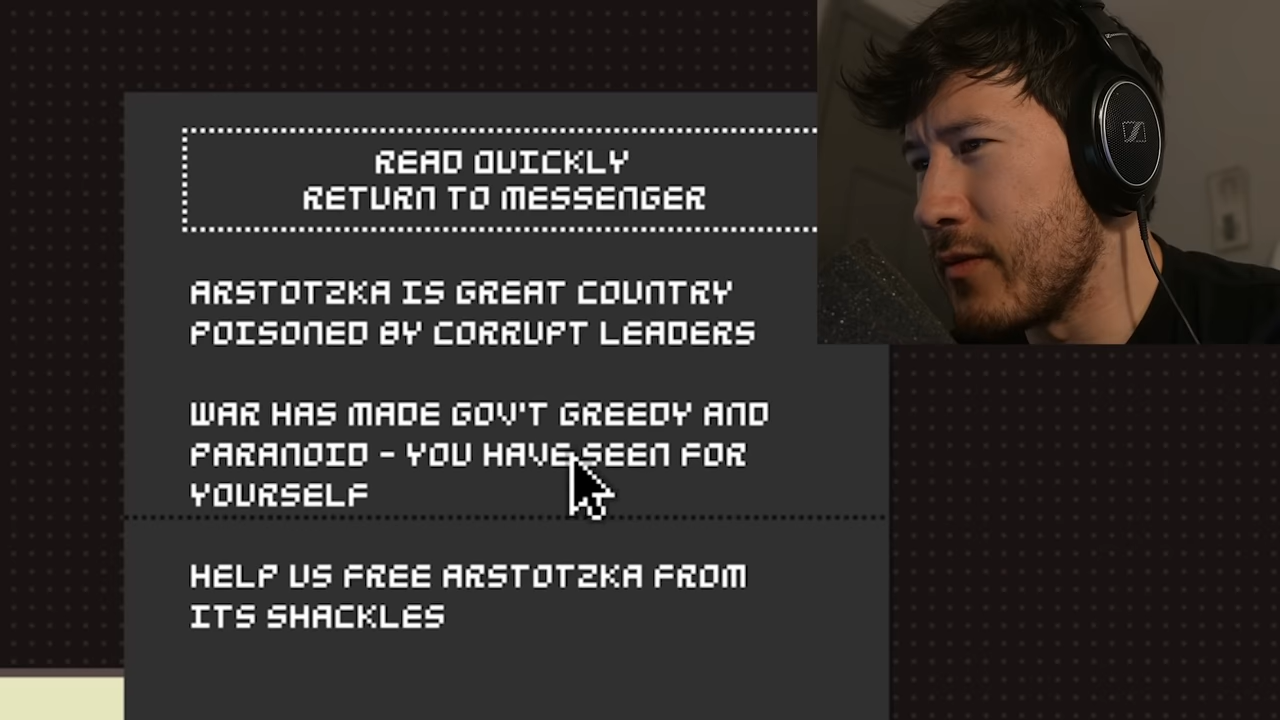 READ QUICKLY
RETURN TO MESSENGER
ARSTOTZKA IS GREAT COUNTRY
POISONED BY CORRUPT LEADERS
WAR HAS MADE GOV'T GREEDY AND
PARANOID - YOU HAVE SEEN FOR
YOURSELF
HELP US FREE ARSTOTZKA FROM
ITS SHACKLES